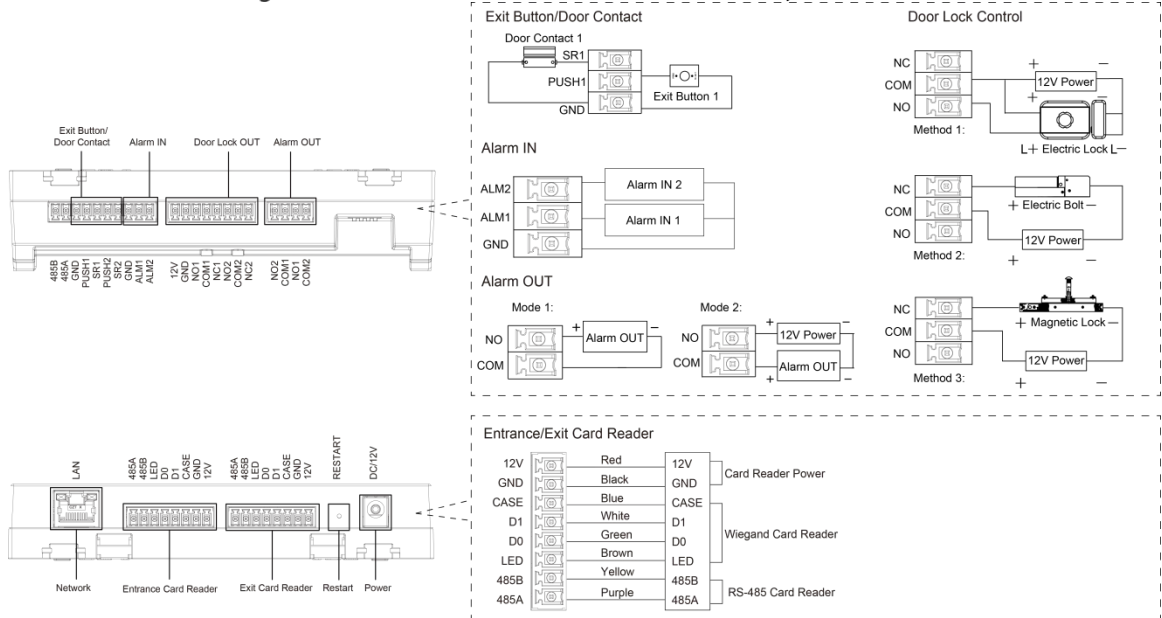 Exit Button/
Door Contact
Alarm IN
Door Lock OUT
Alarm OUT
485B
485A
GND
PUSH1
SR1
PUSH2
SR2
GND
ALM1
ALM2
12V
GND
NO1
COM1
NC1
NO2
COM2
NC2
NO2
COM1
NO1
COM2
Exit Button/Door Contact
Door Contact 1
SR1
PUSH1
GND
Exit Button 1
Alarm IN
ALM2
ALM1
GND
Alarm IN 2
Alarm IN 1
Alarm OUT
Mode 1:
NO
COM
+ Alarm OUT −
Mode 2:
NO
COM
+ 12V Power −
+ Alarm OUT −
Door Lock Control
NC
COM
NO
Method 1:
+ −
12V Power
+ −
L+ Electric Lock L−
NC
COM
NO
Method 2:
+ Electric Bolt −
12V Power
+ −
NC
COM
NO
Method 3:
+ Magnetic Lock −
12V Power
+ −
LAN
485A
485B
LED
D0
D1
CASE
GND
12V
485A
485B
LED
D0
D1
CASE
GND
12V
RESTART
DC/12V
Network
Entrance Card Reader
Exit Card Reader
Restart
Power
Entrance/Exit Card Reader
12V Red 12V
GND Black GND
CASE Blue CASE
D1 White D1
D0 Green D0
LED Brown LED
485B Yellow 485B
485A Purple 485A
Card Reader Power
Wiegand Card Reader
RS-485 Card Reader